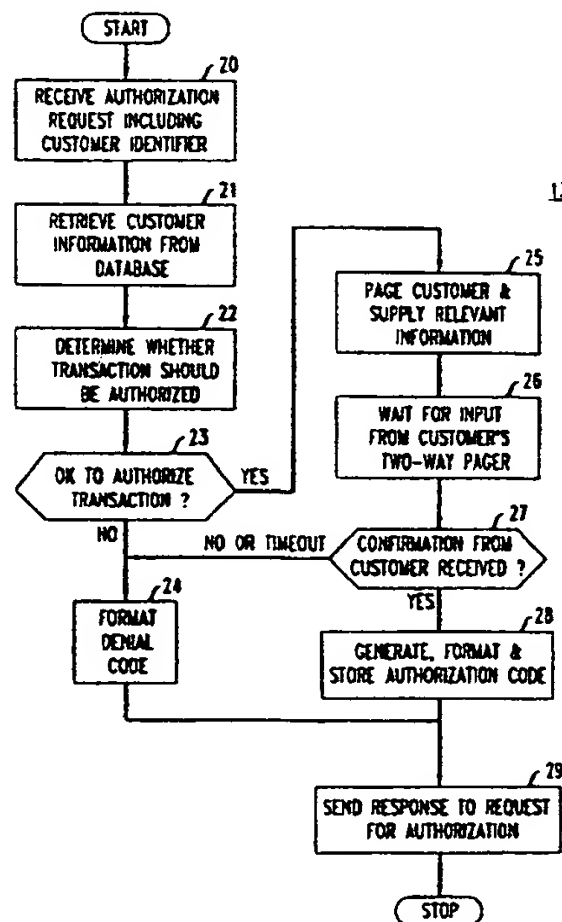 START
20
RECEIVE AUTHORIZATION
REQUEST INCLUDING
CUSTOMER IDENTIFIER
21
RETRIEVE CUSTOMER
INFORMATION FROM
DATABASE
22
DETERMINE WHETHER
TRANSACTION SHOULD
BE AUTHORIZED
23
OK TO AUTHORIZE
TRANSACTION ?
YES
NO
24
FORMAT
DENIAL
CODE
25
PAGE CUSTOMER &
SUPPLY RELEVANT
INFORMATION
26
WAIT FOR INPUT
FROM CUSTOMER'S
TWO-WAY PAGER
27
CONFIRMATION FROM
CUSTOMER RECEIVED ?
NO OR TIMEOUT
YES
28
GENERATE, FORMAT &
STORE AUTHORIZATION CODE
29
SEND RESPONSE TO REQUEST
FOR AUTHORIZATION
STOP